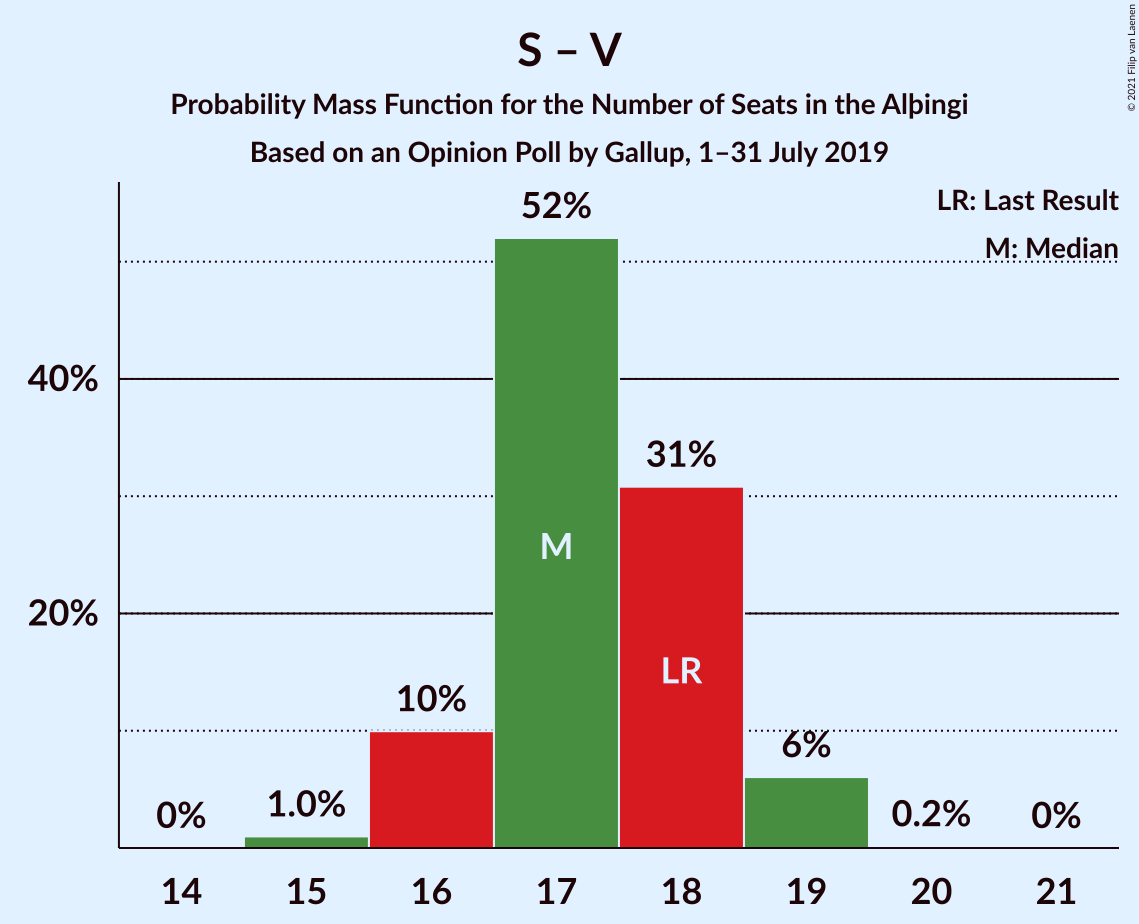 S – V
Probability Mass Function for the Number of Seats in the Alþingi
Based on an Opinion Poll by Gallup, 1–31 July 2019
© 2021 Filip van Laenen
LR: Last Result
M: Median
52%
40%
31%
M
20%
LR
10%
6%
0%
1.0%
0.2%
0%
14 15 16 17 18 19 20 21